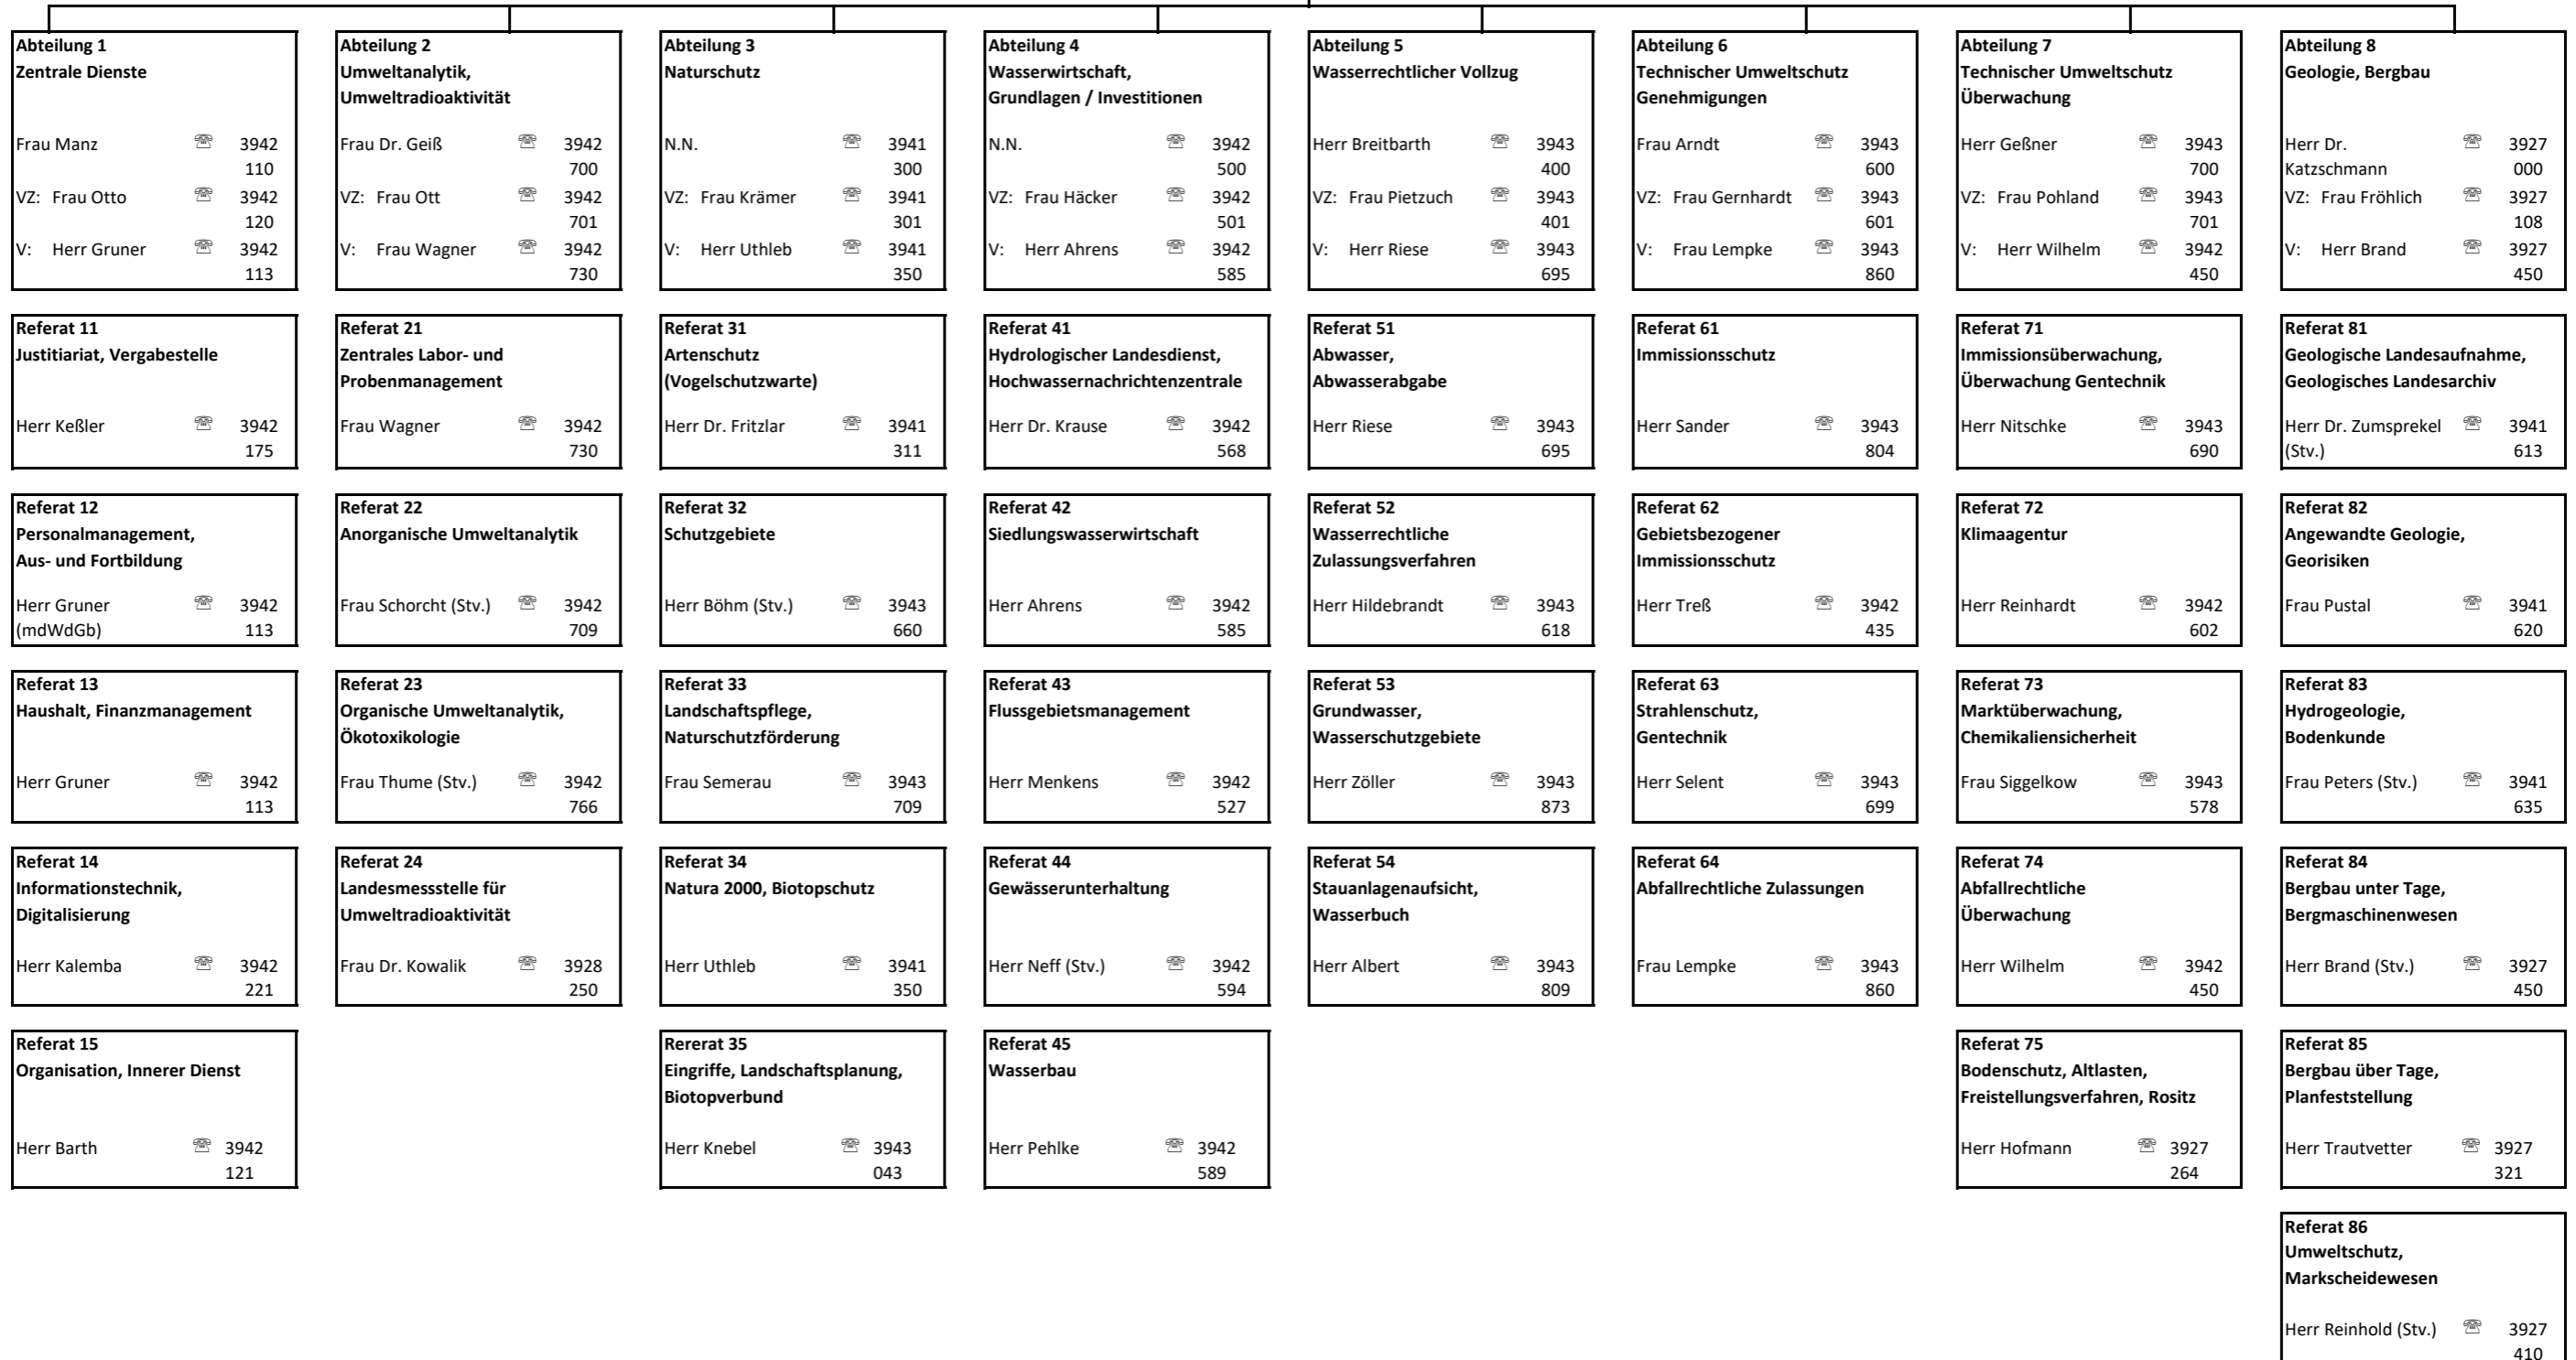 Abteilung 1
Zentrale Dienste
Frau Manz ☏ 3942
110
VZ: Frau Otto ☏ 3942
120
V: Herr Gruner ☏ 3942
113
Referat 11
Justitiariat, Vergabestelle
Herr Keßler ☏ 3942
175
Referat 12
Personalmanagement,
Aus- und Fortbildung
Herr Gruner ☏ 3942
(mdWdGb) 113
Referat 13
Haushalt, Finanzmanagement
Herr Gruner ☏ 3942
113
Referat 14
Informationstechnik,
Digitalisierung
Herr Kalemba ☏ 3942
221
Referat 15
Organisation, Innerer Dienst
Herr Barth ☏ 3942
121
Abteilung 2
Umweltanalytik,
Umweltradioaktivität
Frau Dr. Geiß ☏ 3942
700
VZ: Frau Ott ☏ 3942
701
V: Frau Wagner ☏ 3942
730
Referat 21
Zentrales Labor- und
Probenmanagement
Frau Wagner ☏ 3942
730
Referat 22
Anorganische Umweltanalytik
Frau Schorcht (Stv.) ☏ 3942
709
Referat 23
Organische Umweltanalytik,
Ökotoxikologie
Frau Thume (Stv.) ☏ 3942
766
Referat 24
Landesmessstelle für
Umweltradioaktivität
Frau Dr. Kowalik ☏ 3928
250
Abteilung 3
Naturschutz
N.N. ☏ 3941
300
VZ: Frau Krämer ☏ 3941
301
V: Herr Uthleb ☏ 3941
350
Referat 31
Artenschutz
(Vogelschutzwarte)
Herr Dr. Fritzlar ☏ 3941
311
Referat 32
Schutzgebiete
Herr Böhm (Stv.) ☏ 3943
660
Referat 33
Landschaftspflege,
Naturschutzförderung
Frau Semerau ☏ 3943
709
Referat 34
Natura 2000, Biotopschutz
Herr Uthleb ☏ 3941
350
Rererat 35
Eingriffe, Landschaftsplanung,
Biotopverbund
Herr Knebel ☏ 3943
043
Abteilung 4
Wasserwirtschaft,
Grundlagen / Investitionen
N.N. ☏ 3942
500
VZ: Frau Häcker ☏ 3942
501
V: Herr Ahrens ☏ 3942
585
Referat 41
Hydrologischer Landesdienst,
Hochwassernachrichtenzentrale
Herr Dr. Krause ☏ 3942
568
Referat 42
Siedlungswasserwirtschaft
Herr Ahrens ☏ 3942
585
Referat 43
Flussgebietsmanagement
Herr Menkens ☏ 3942
527
Referat 44
Gewässerunterhaltung
Herr Neff (Stv.) ☏ 3942
594
Referat 45
Wasserbau
Herr Pehlke ☏ 3942
589
Abteilung 5
Wasserrechtlicher Vollzug
Herr Breitbarth ☏ 3943
400
VZ: Frau Pietzuch ☏ 3943
401
V: Herr Riese ☏ 3943
695
Referat 51
Abwasser,
Abwasserabgabe
Herr Riese ☏ 3943
695
Referat 52
Wasserrechtliche
Zulassungsverfahren
Herr Hildebrandt ☏ 3943
618
Referat 53
Grundwasser,
Wasserschutzgebiete
Herr Zöller ☏ 3943
873
Referat 54
Stauanlagenaufsicht,
Wasserbuch
Herr Albert ☏ 3943
809
Abteilung 6
Technischer Umweltschutz
Genehmigungen
Frau Arndt ☏ 3943
600
VZ: Frau Gernhardt ☏ 3943
601
V: Frau Lempke ☏ 3943
860
Referat 61
Immissionsschutz
Herr Sander ☏ 3943
804
Referat 62
Gebietsbezogener
Immissionsschutz
Herr Treß ☏ 3942
435
Referat 63
Strahlenschutz,
Gentechnik
Herr Selent ☏ 3943
699
Referat 64
Abfallrechtliche Zulassungen
Frau Lempke ☏ 3943
860
Abteilung 7
Technischer Umweltschutz
Überwachung
Herr Geßner ☏ 3943
700
VZ: Frau Pohland ☏ 3943
701
V: Herr Wilhelm ☏ 3942
450
Referat 71
Immissionsüberwachung,
Überwachung Gentechnik
Herr Nitschke ☏ 3943
690
Referat 72
Klimaagentur
Herr Reinhardt ☏ 3942
602
Referat 73
Marktüberwachung,
Chemikaliensicherheit
Frau Siggelkow ☏ 3943
578
Referat 74
Abfallrechtliche
Überwachung
Herr Wilhelm ☏ 3942
450
Referat 75
Bodenschutz, Altlasten,
Freistellungsverfahren, Rositz
Herr Hofmann ☏ 3927
264
Abteilung 8
Geologie, Bergbau
Herr Dr. ☏ 3927
Katzschmann 000
VZ: Frau Fröhlich ☏ 3927
108
V: Herr Brand ☏ 3927
450
Referat 81
Geologische Landesaufnahme,
Geologisches Landesarchiv
Herr Dr. Zumsprekel ☏ 3941
(Stv.) 613
Referat 82
Angewandte Geologie,
Georisiken
Frau Pustal ☏ 3941
620
Referat 83
Hydrogeologie,
Bodenkunde
Frau Peters (Stv.) ☏ 3941
635
Referat 84
Bergbau unter Tage,
Bergmaschinenwesen
Herr Brand (Stv.) ☏ 3927
450
Referat 85
Bergbau über Tage,
Planfeststellung
Herr Trautvetter ☏ 3927
321
Referat 86
Umweltschutz,
Markscheidewesen
Herr Reinhold (Stv.) ☏ 3927
410